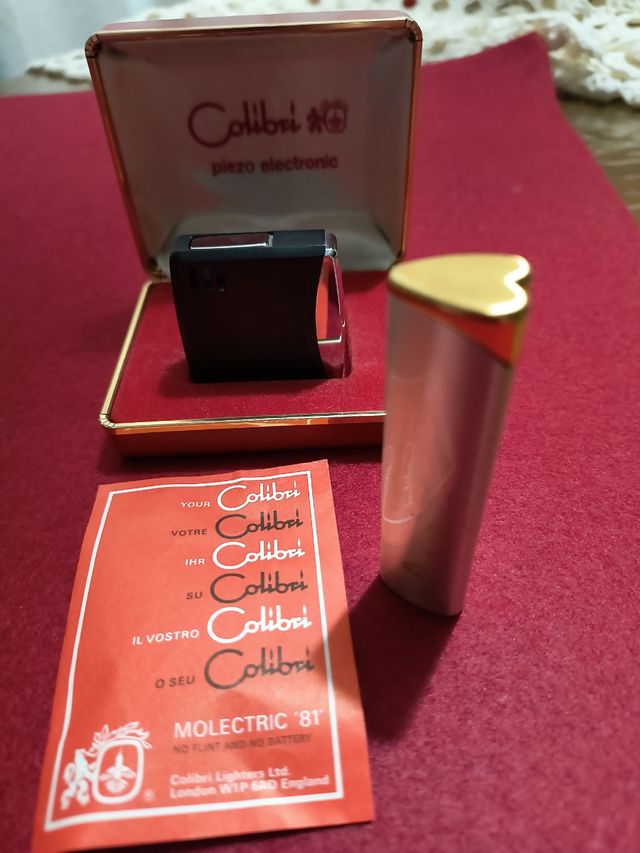 Colibri
piezo electronic
YOUR Colibri
VOTRE Colibri
IHR Colibri
SU Colibri
IL VOSTRO Colibri
O SEU Colibri
MOLECTRIC "81"
NO FLINT AND NO BATTERY
Colibri Lighters Ltd.
London W1P 6AD England
®